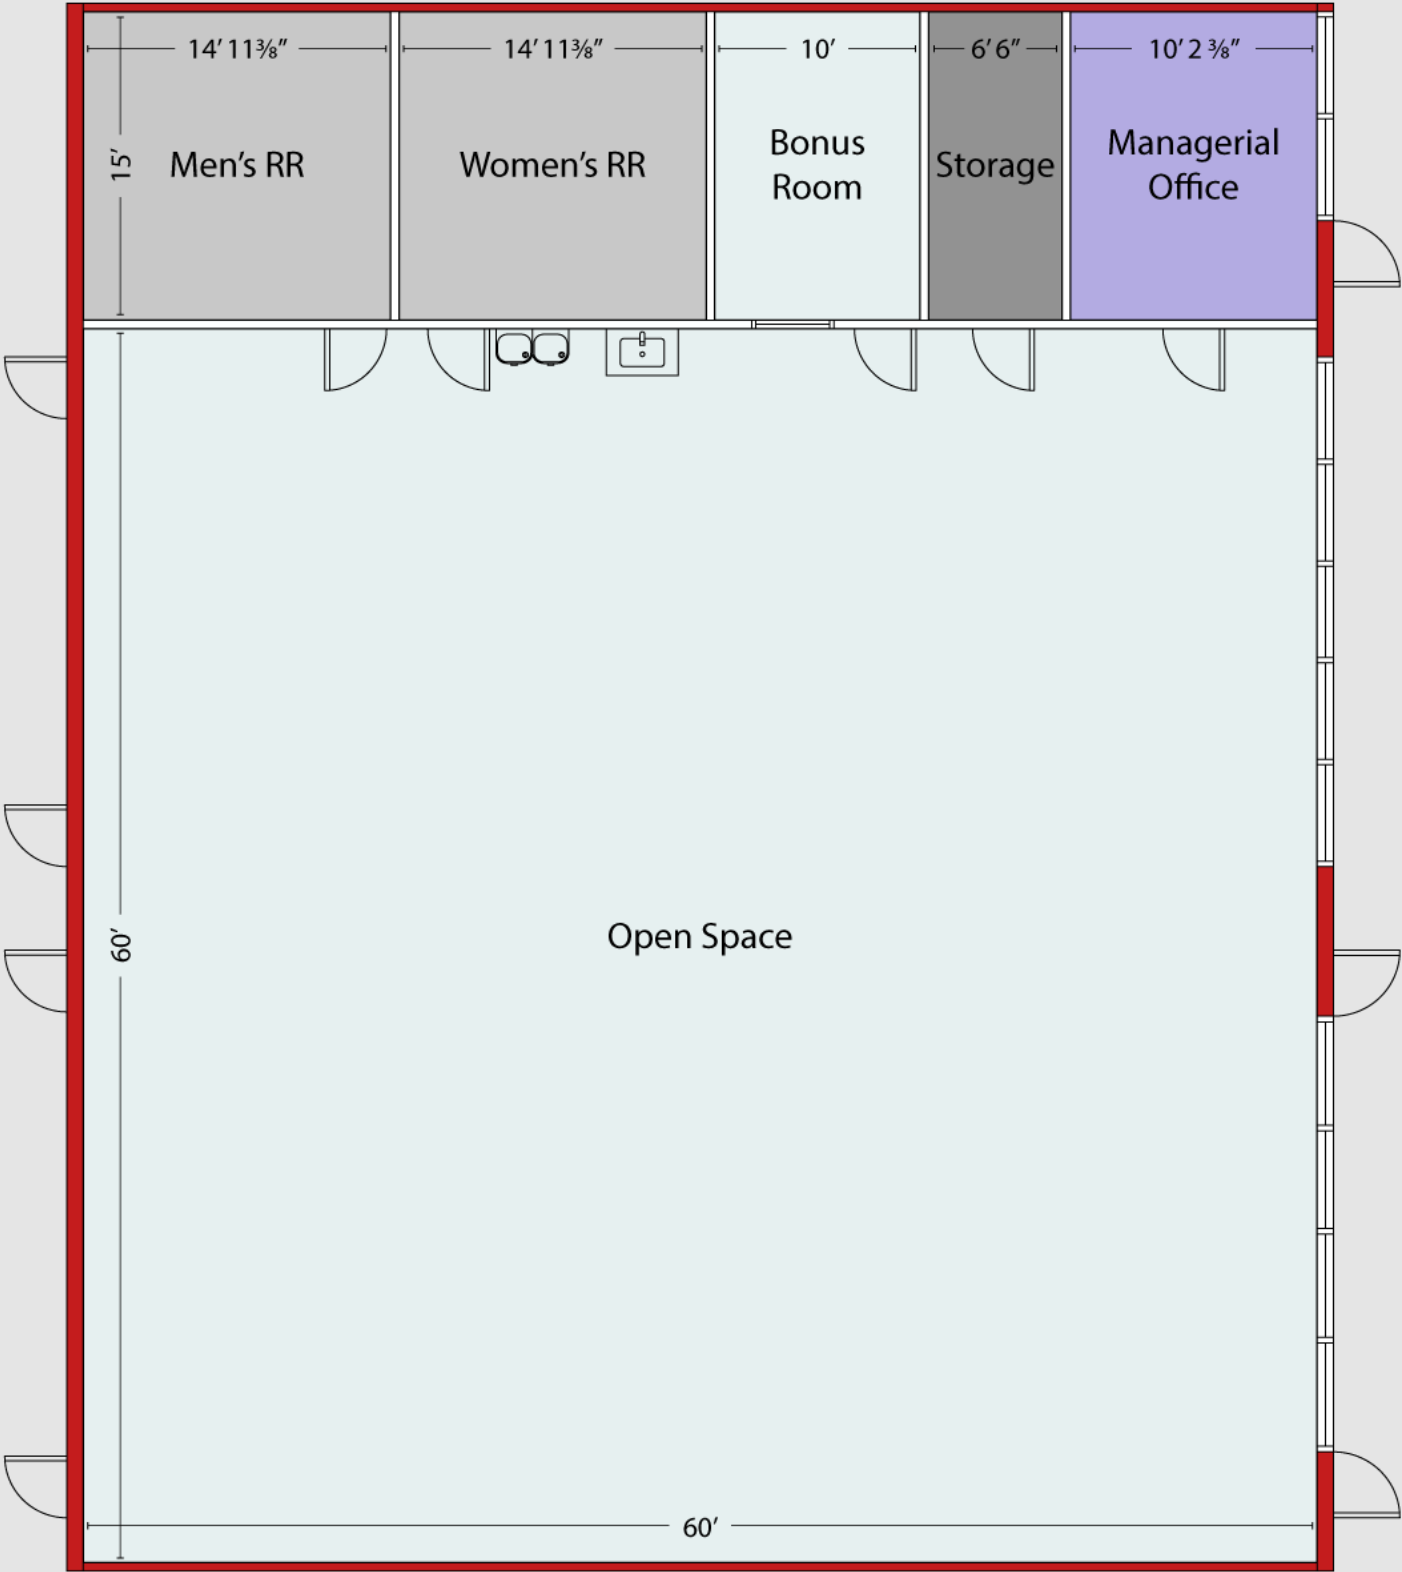 14′ 11⅜″
14′ 11⅜″
10′
6′ 6″
10′ 2 ⅜″
15′
Men’s RR
Women’s RR
Bonus
Room
Storage
Managerial
Office
60′
Open Space
60′